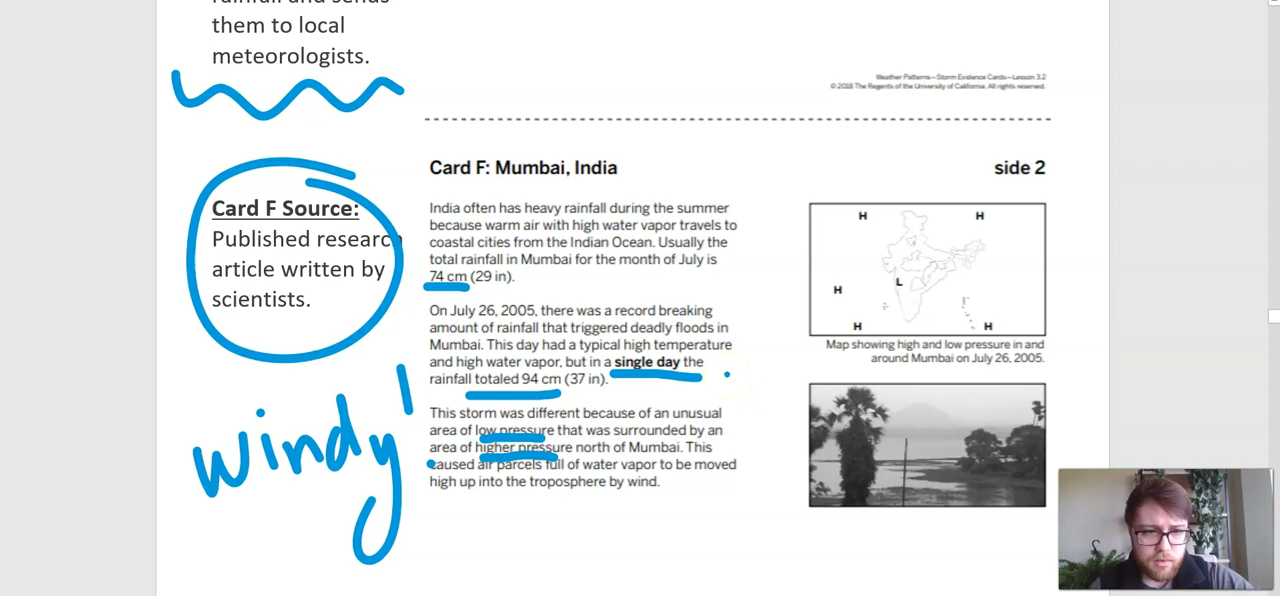 rainfall and sends
them to local
meteorologists.
Weather Patterns—Storm Evidence Cards—Lesson 3.2
©2018 The Regents of the University of California. All rights reserved.
Card F: Mumbai, India
side 2
Card F Source:
Published research
article written by
scientists.
India often has heavy rainfall during the summer
because warm air with high water vapor travels to
coastal cities from the Indian Ocean. Usually the
total rainfall in Mumbai for the month of July is
74 cm (29 in).
On July 26, 2005, there was a record breaking
amount of rainfall that triggered deadly floods in
Mumbai. This day had a typical high temperature
and high water vapor, but in a single day the
rainfall totaled 94 cm (37 in).
This storm was different because of an unusual
area of low pressure that was surrounded by an
area of higher pressure north of Mumbai. This
caused air parcels full of water vapor to be moved
high up into the troposphere by wind.
H H
L
H
H H
Map showing high and low pressure in and
around Mumbai on July 26, 2005.
windy!